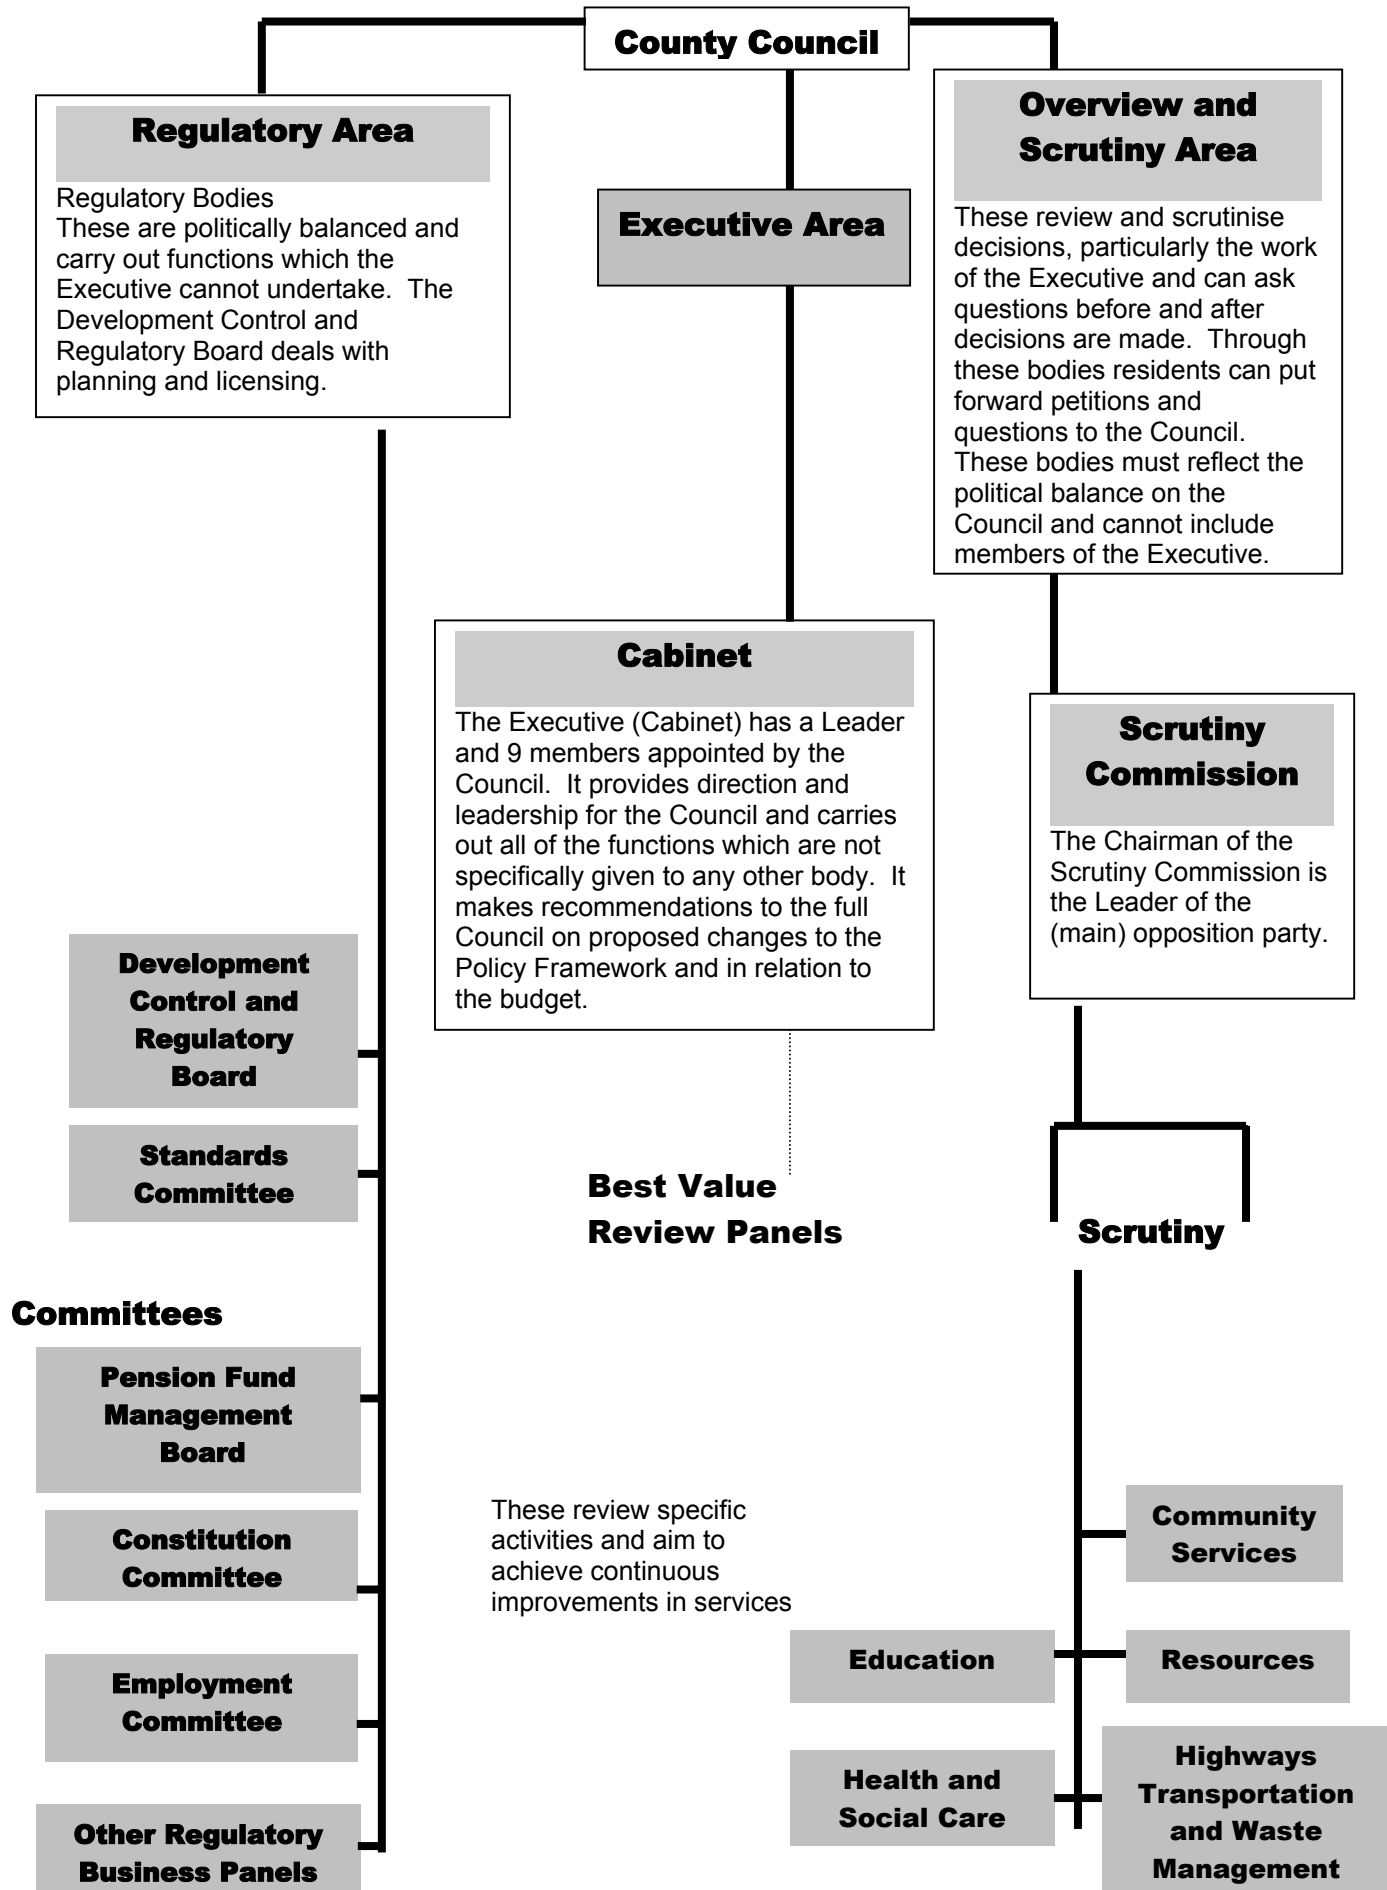 County Council
Regulatory Area
Regulatory Bodies
These are politically balanced and
carry out functions which the
Executive cannot undertake.  The
Development Control and
Regulatory Board deals with
planning and licensing.
Executive Area
Overview and
Scrutiny Area
These review and scrutinise
decisions, particularly the work
of the Executive and can ask
questions before and after
decisions are made.  Through
these bodies residents can put
forward petitions and
questions to the Council.
These bodies must reflect the
political balance on the
Council and cannot include
members of the Executive.
Cabinet
The Executive (Cabinet) has a Leader
and 9 members appointed by the
Council.  It provides direction and
leadership for the Council and carries
out all of the functions which are not
specifically given to any other body.  It
makes recommendations to the full
Council on proposed changes to the
Policy Framework and in relation to
the budget.
Scrutiny
Commission
The Chairman of the
Scrutiny Commission is
the Leader of the
(main) opposition party.
Development
Control and
Regulatory
Board
Standards
Committee
Best Value
Review Panels
Scrutiny
Committees
Pension Fund
Management
Board
Constitution
Committee
These review specific
activities and aim to
achieve continuous
improvements in services
Community
Services
Employment
Committee
Education
Resources
Health and
Social Care
Highways
Transportation
and Waste
Management
Other Regulatory
Business Panels